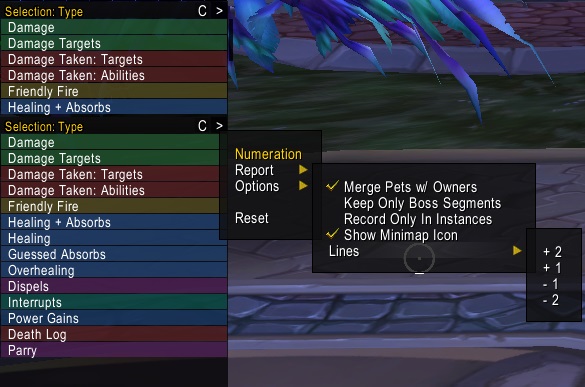 Selection: Type C >
Damage
Damage Targets
Damage Taken: Targets
Damage Taken: Abilities
Friendly Fire
Healing + Absorbs
Selection: Type C >
Damage
Damage Targets
Damage Taken: Targets
Damage Taken: Abilities
Friendly Fire
Healing + Absorbs
Healing
Guessed Absorbs
Overhealing
Dispels
Interrupts
Power Gains
Death Log
Parry
Numeration
Report
Options
Reset
Merge Pets w/ Owners
Keep Only Boss Segments
Record Only In Instances
Show Minimap Icon
Lines
+ 2
+ 1
- 1
- 2